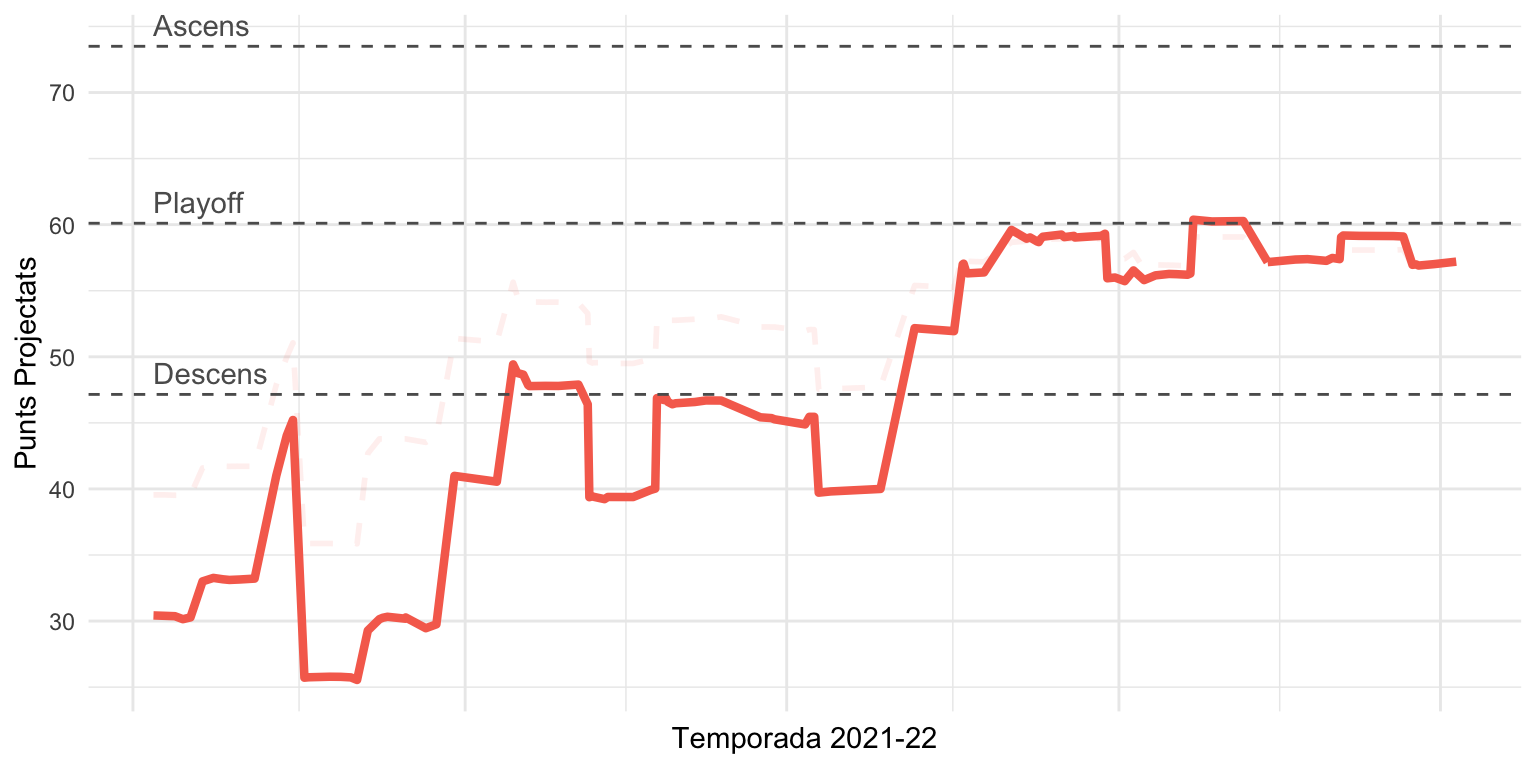 Ascens
70
Playoff
60
Punts Projectats
50
Descens
40
30
Temporada 2021-22